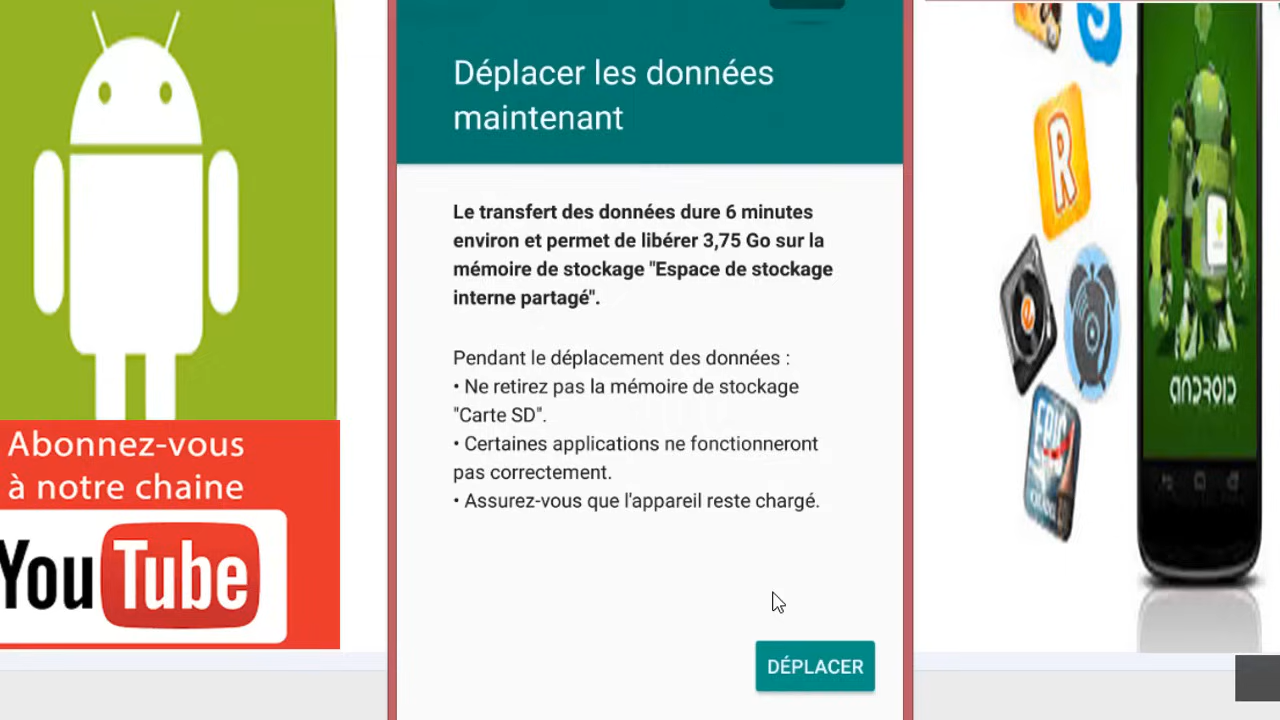 Déplacer les données
maintenant
Le transfert des données dure 6 minutes
environ et permet de libérer 3,75 Go sur la
mémoire de stockage "Espace de stockage
interne partagé".
Pendant le déplacement des données :
• Ne retirez pas la mémoire de stockage
"Carte SD".
• Certaines applications ne fonctionneront
pas correctement.
• Assurez-vous que l'appareil reste chargé.
DÉPLACER
Abonnez-vous
à notre chaine
YouTube
R
EPIC
ANDROID